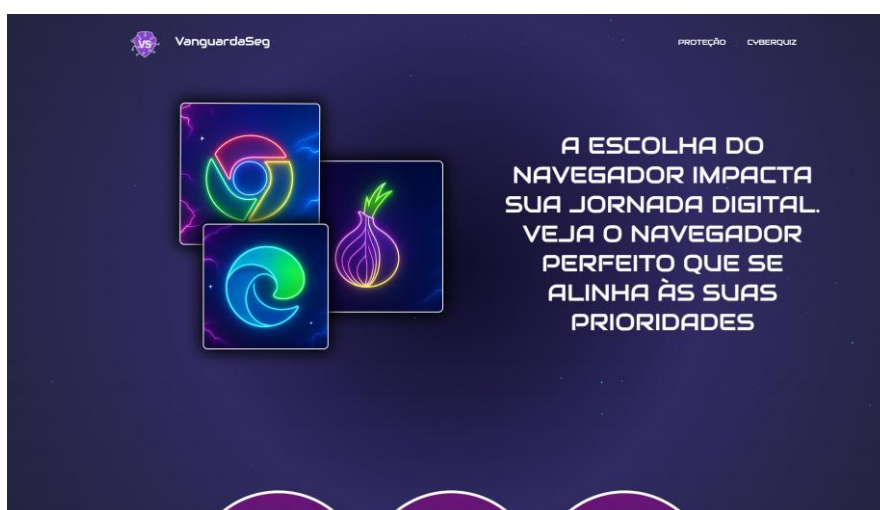 VS
VanguardaSeg
PROTEÇÃO
CYBERQUIZ
A ESCOLHA DO
NAVEGADOR IMPACTA
SUA JORNADA DIGITAL.
VEJA O NAVEGADOR
PERFEITO QUE SE
ALINHA ÀS SUAS
PRIORIDADES